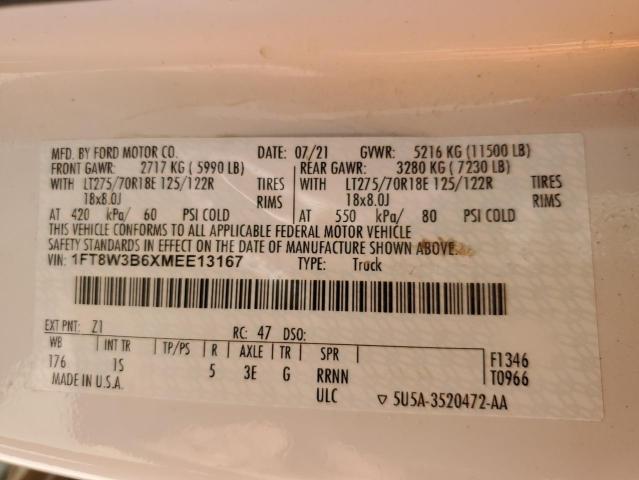 MFD. BY FORD MOTOR CO. DATE: 07/21 GVWR: 5216 KG (11500 LB)
FRONT GAWR: 2717 KG ( 5990 LB) REAR GAWR: 3280 KG ( 7230 LB)
WITH LT275/70R18E 125/122R TIRES WITH LT275/70R18E 125/122R TIRES
18x8.0J RIMS 18x8.0J RIMS
AT 420 kPa/ 60 PSI COLD AT 550 kPa/ 80 PSI COLD
THIS VEHICLE CONFORMS TO ALL APPLICABLE FEDERAL MOTOR VEHICLE
SAFETY STANDARDS IN EFFECT ON THE DATE OF MANUFACTURE SHOWN ABOVE.
VIN: 1FT8W3B6XMEE13167 TYPE: Truck
EXT PNT: Z1 RC: 47 DSO:
WB INT TR TP/PS R AXLE TR SPR F1346
176 1S 5 3E G RRNN T0966
MADE IN U.S.A. ULC ▽ 5U5A-3520472-AA